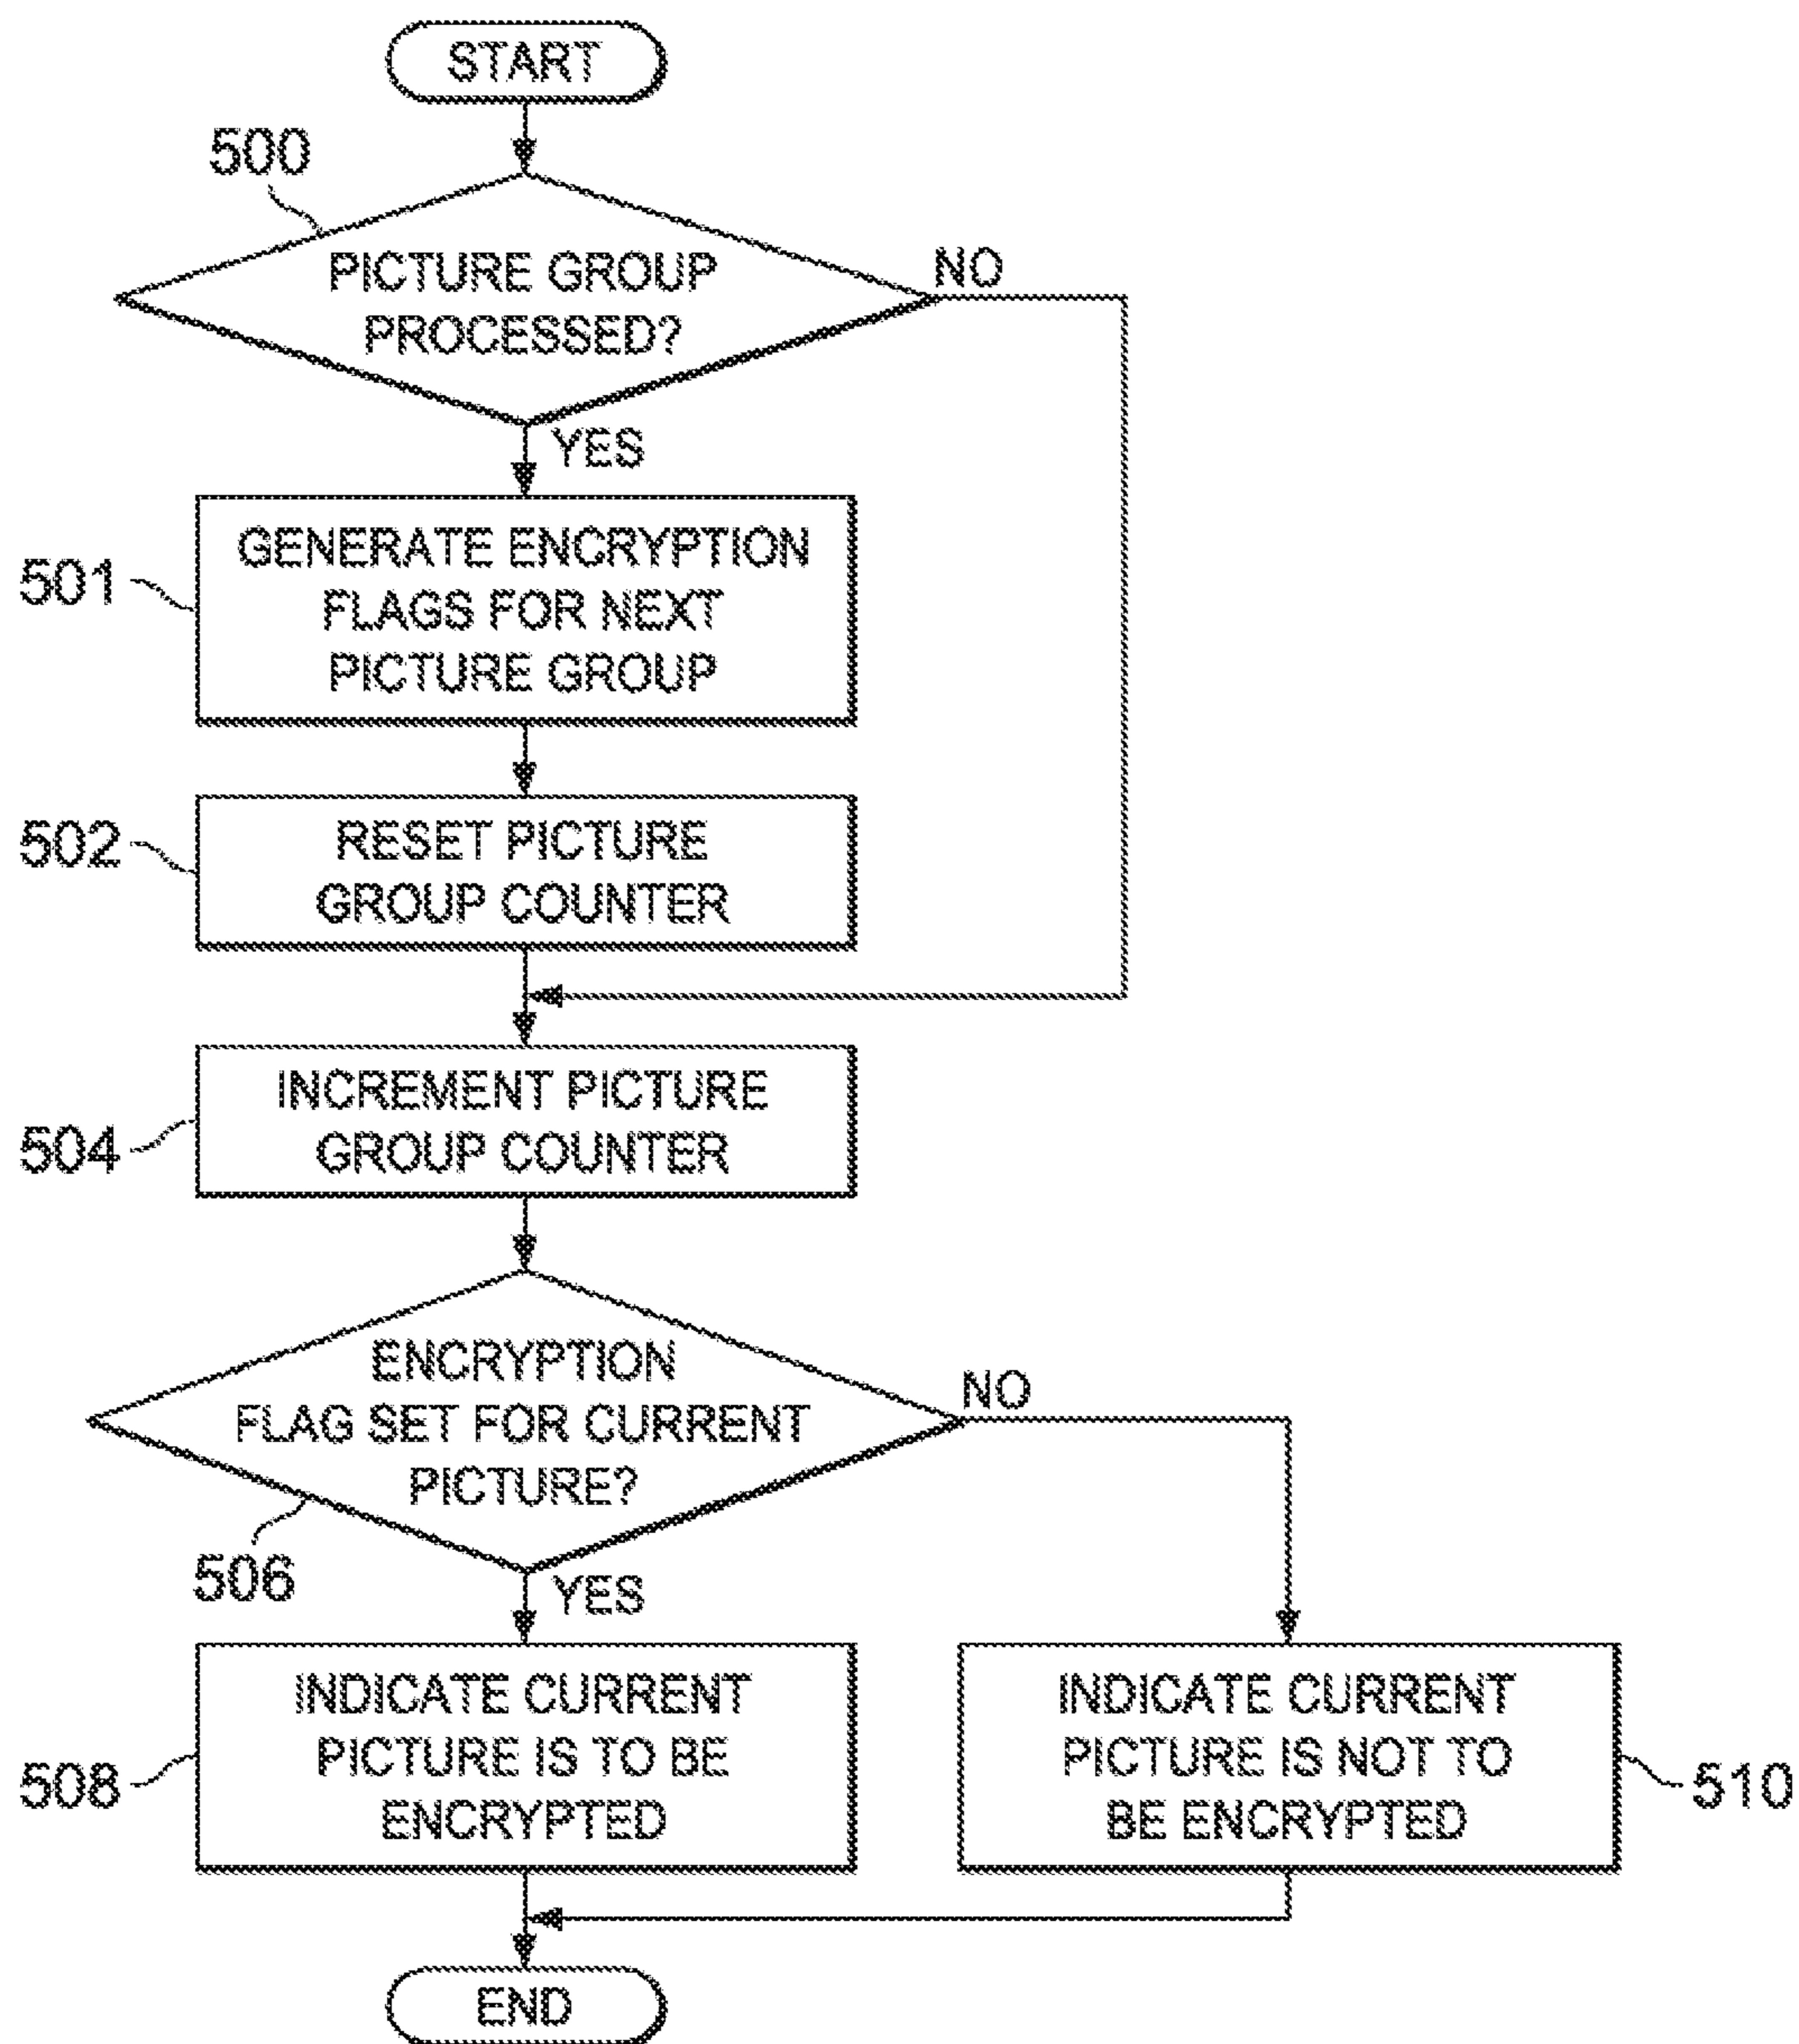 START
500
PICTURE GROUP
PROCESSED?
NO
YES
501
GENERATE ENCRYPTION
FLAGS FOR NEXT
PICTURE GROUP
502
RESET PICTURE
GROUP COUNTER
504
INCREMENT PICTURE
GROUP COUNTER
ENCRYPTION
FLAG SET FOR CURRENT
PICTURE?
NO
506
YES
508
INDICATE CURRENT
PICTURE IS TO BE
ENCRYPTED
INDICATE CURRENT
PICTURE IS NOT TO
BE ENCRYPTED
510
END